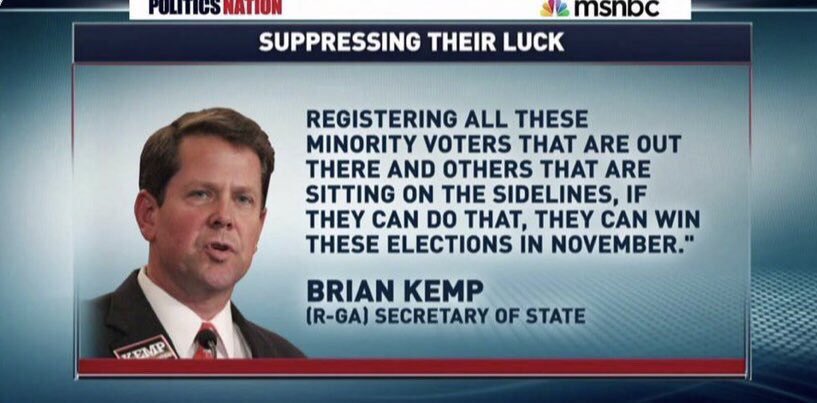 POLITICS NATION
msnbc
SUPPRESSING THEIR LUCK
REGISTERING ALL THESE
MINORITY VOTERS THAT ARE OUT
THERE AND OTHERS THAT ARE
SITTING ON THE SIDELINES, IF
THEY CAN DO THAT, THEY CAN WIN
THESE ELECTIONS IN NOVEMBER."
BRIAN KEMP
(R-GA) SECRETARY OF STATE
KEMP